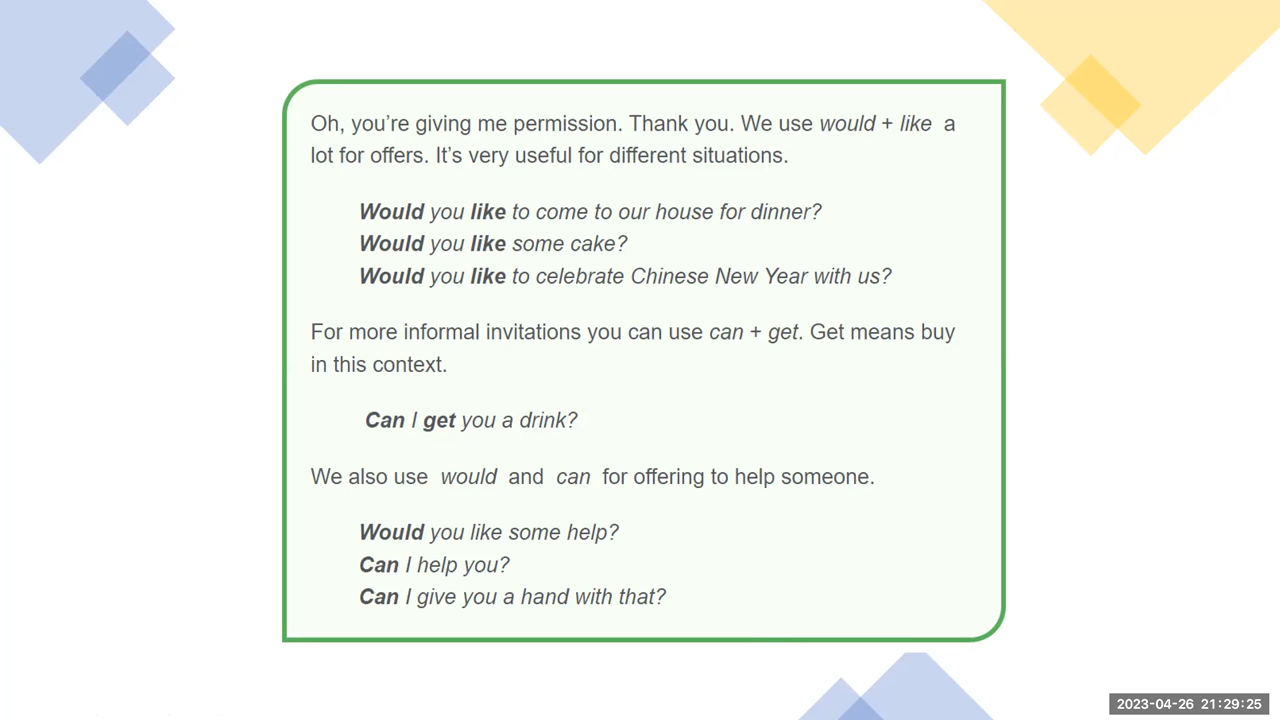 Oh, you're giving me permission. Thank you. We use would + like a
lot for offers. It's very useful for different situations.
Would you like to come to our house for dinner?
Would you like some cake?
Would you like to celebrate Chinese New Year with us?
For more informal invitations you can use can + get. Get means buy
in this context.
Can I get you a drink?
We also use would and can for offering to help someone.
Would you like some help?
Can I help you?
Can I give you a hand with that?
2023-04-26 21:29:25